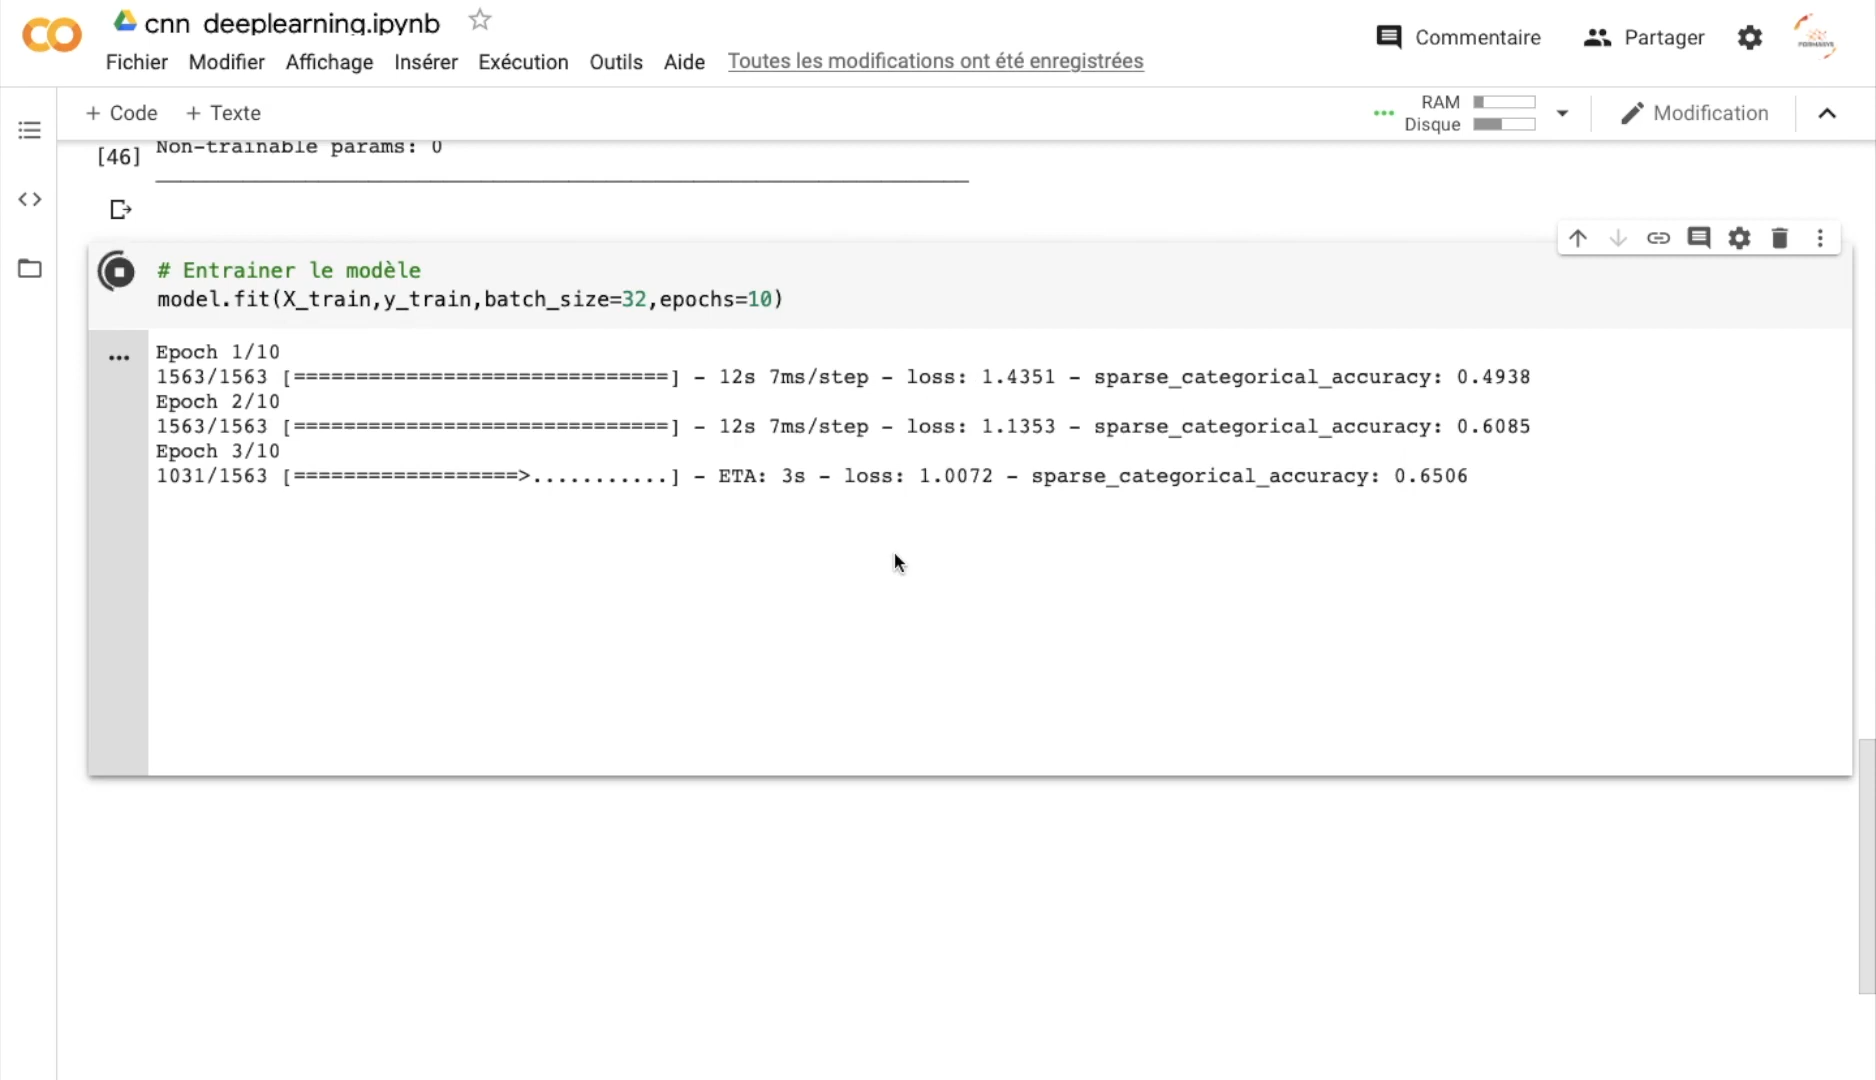 cnn_deeplearning.ipynb
Commentaire
Partager
Fichier Modifier Affichage Insérer Exécution Outils Aide Toutes les modifications ont été enregistrées
+ Code + Texte
RAM
Disque
Modification
[46] Non-trainable params: 0
# Entrainer le modèle
model.fit(X_train,y_train,batch_size=32,epochs=10)
Epoch 1/10
1563/1563 [==============================] - 12s 7ms/step - loss: 1.4351 - sparse_categorical_accuracy: 0.4938
Epoch 2/10
1563/1563 [==============================] - 12s 7ms/step - loss: 1.1353 - sparse_categorical_accuracy: 0.6085
Epoch 3/10
1031/1563 [==================>...........] - ETA: 3s - loss: 1.0072 - sparse_categorical_accuracy: 0.6506